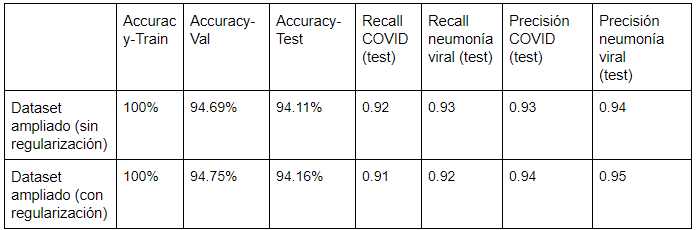 Accurac
y-Train
Accuracy-
Val
Accuracy-
Test
Recall
COVID
(test)
Recall
neumonía
viral (test)
Precisión
COVID
(test)
Precisión
neumonía
viral
(test)
Dataset
ampliado (sin
regularización)
100%
94.69%
94.11%
0.92
0.93
0.93
0.94
Dataset
ampliado (con
regularización)
100%
94.75%
94.16%
0.91
0.92
0.94
0.95